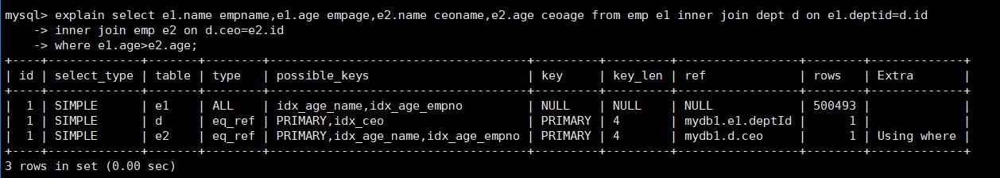 mysql> explain select e1.name empname,e1.age empage,e2.name ceoname,e2.age ceoage from emp e1 inner join dept d on e1.deptid=d.id
    -> inner join emp e2 on d.ceo=e2.id
    -> where e1.age>e2.age;
+----+-------------+-------+--------+------------------------------------+---------+---------+------------------+--------+-------------+
| id | select_type | table | type   | possible_keys                      | key     | key_len | ref              | rows   | Extra       |
+----+-------------+-------+--------+------------------------------------+---------+---------+------------------+--------+-------------+
|  1 | SIMPLE      | e1    | ALL    | idx_age_name,idx_age_empno         | NULL    | NULL    | NULL             | 500493 |             |
|  1 | SIMPLE      | d     | eq_ref | PRIMARY,idx_ceo                    | PRIMARY | 4       | mydb1.e1.deptId  |      1 |             |
|  1 | SIMPLE      | e2    | eq_ref | PRIMARY,idx_age_name,idx_age_empno | PRIMARY | 4       | mydb1.d.ceo      |      1 | Using where |
+----+-------------+-------+--------+------------------------------------+---------+---------+------------------+--------+-------------+
3 rows in set (0.00 sec)